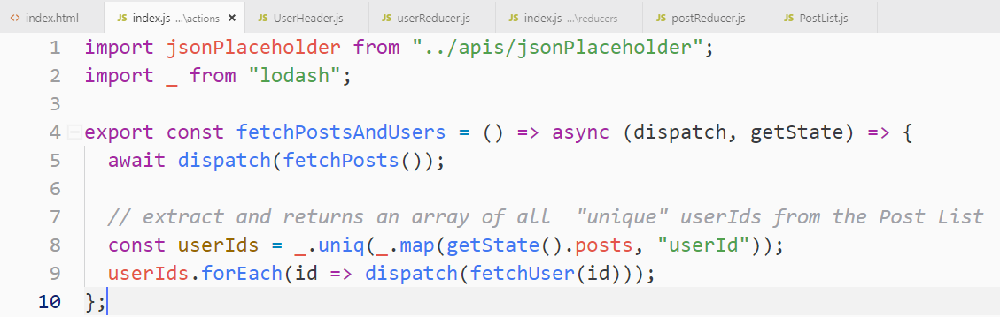 <> index.html JS index.js ...\actions × JS UserHeader.js JS userReducer.js JS index.js ...\reducers JS postReducer.js JS PostList.js
1 import jsonPlaceholder from "../apis/jsonPlaceholder";
2 import _ from "lodash";
3
4 export const fetchPostsAndUsers = () => async (dispatch, getState) => {
5   await dispatch(fetchPosts());
6
7   // extract and returns an array of all  "unique" userIds from the Post List
8   const userIds = _.uniq(_.map(getState().posts, "userId"));
9   userIds.forEach(id => dispatch(fetchUser(id)));
10 };